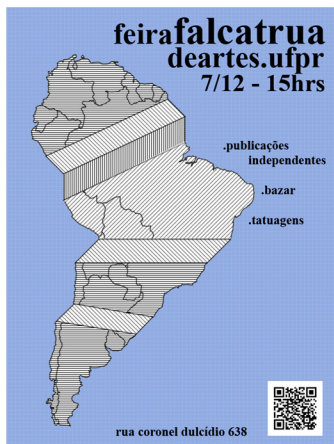 feirafalcatrua
deartes.ufpr
7/12 - 15hrs
.publicações
independentes
.bazar
.tatuagens
rua coronel dulcídio 638